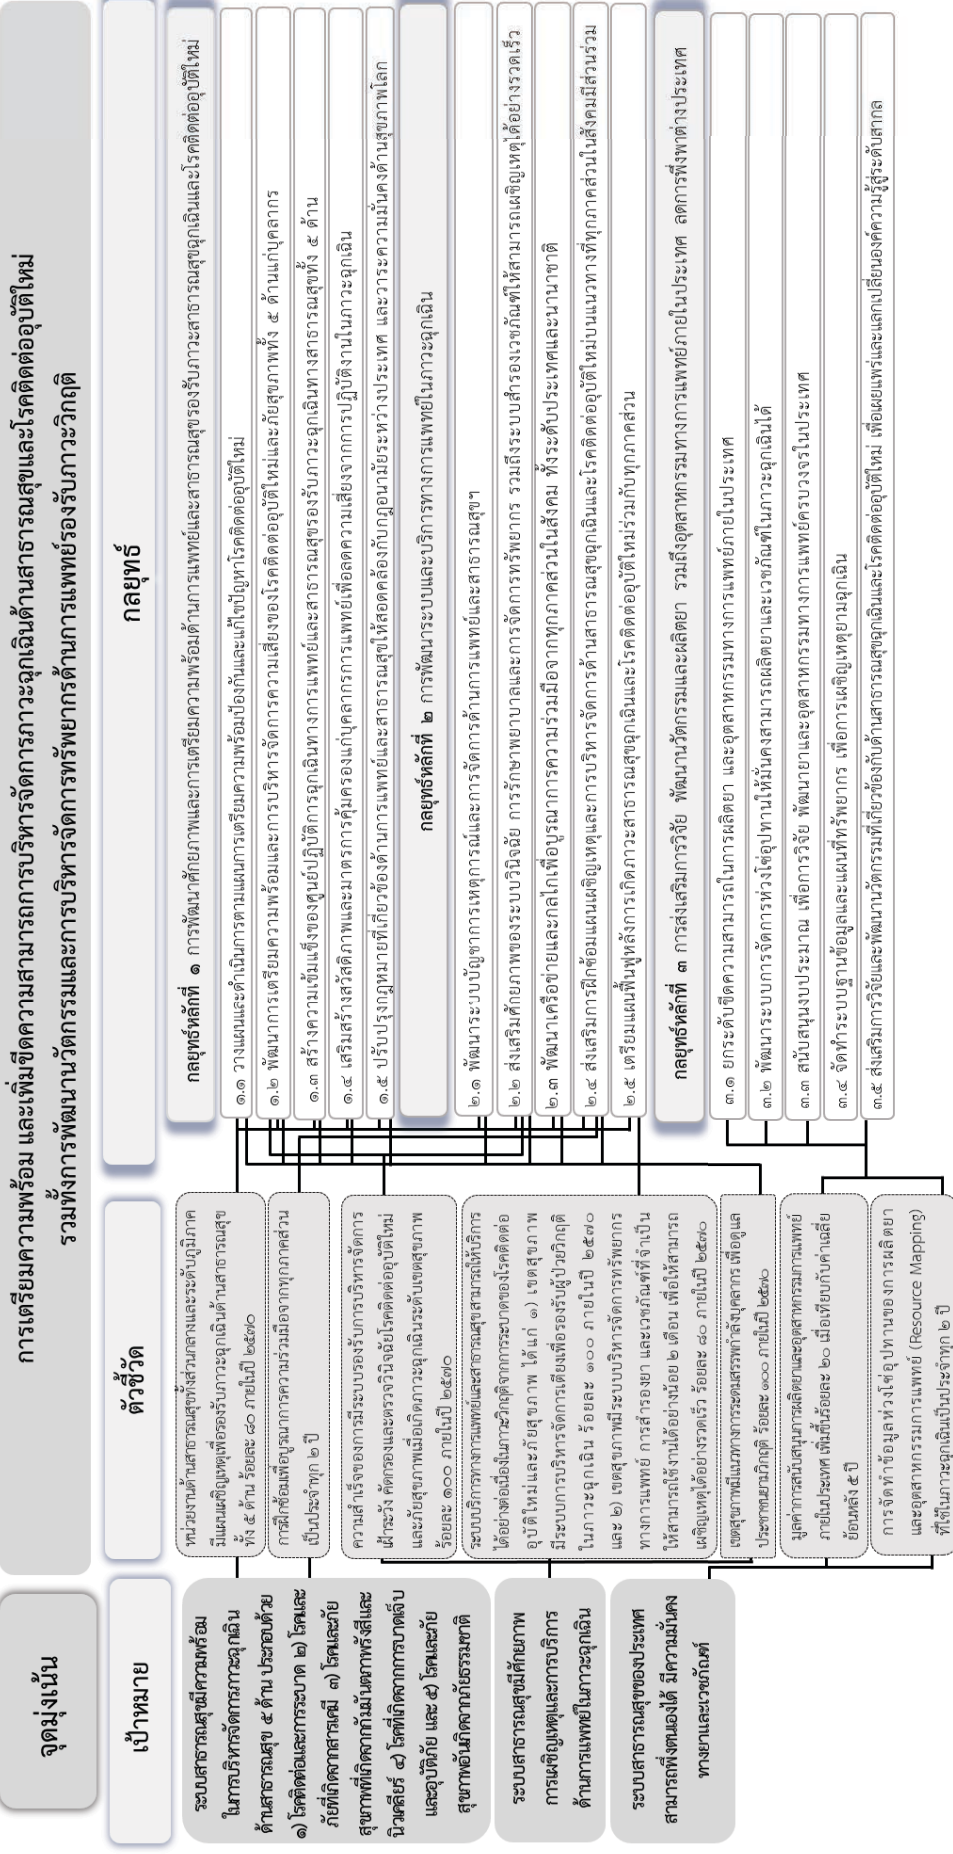 จุดมุ่งเน้น
การเตรียมความพร้อม และเพิ่มขีดความสามารถการบริหารจัดการภาวะฉุกเฉินด้านสาธารณสุขและโรคติดต่ออุบัติใหม่
รวมทั้งการพัฒนานวัตกรรมและการบริหารจัดการทรัพยากรด้านการแพทย์รองรับภาวะวิกฤติ
เป้าหมาย
ตัวชี้วัด
กลยุทธ์
ระบบสาธารณสุขมีความพร้อม
ในการบริหารจัดการภาวะฉุกเฉิน
ด้านสาธารณสุข ๕ ด้าน ประกอบด้วย
๑) โรคติดต่อและการระบาด ๒) โรคและ
ภัยที่เกิดจากสารเคมี ๓) โรคและภัย
สุขภาพที่เกิดจากกัมมันตภาพรังสีและ
นิวเคลียร์ ๔) โรคที่เกิดจากการบาดเจ็บ
และอุบัติภัย และ ๕) โรคและภัย
สุขภาพอันเกิดจากภัยธรรมชาติ
ระบบสาธารณสุขมีศักยภาพ
การเผชิญเหตุและการบริการ
ด้านการแพทย์ในภาวะฉุกเฉิน
ระบบสาธารณสุขของประเทศ
สามารถพึ่งตนเองได้ มีความมั่นคง
ทางยาและเวชภัณฑ์
หน่วยงานด้านสาธารณสุขทั้งส่วนกลางและระดับภูมิภาค
มีแผนเผชิญเหตุเพื่อรองรับภาวะฉุกเฉินด้านสาธารณสุข
ทั้ง ๕ ด้าน ร้อยละ ๘๐ ภายในปี ๒๕๗๐
การฝึกซ้อมเพื่อบูรณาการความร่วมมือจากทุกภาคส่วน
เป็นประจำทุก ๒ ปี
ความสำเร็จของการมีระบบรองรับการบริหารจัดการ
เฝ้าระวัง คัดกรองและตรวจวินิจฉัยโรคติดต่ออุบัติใหม่
และภัยสุขภาพเมื่อเกิดภาวะฉุกเฉินระดับเขตสุขภาพ
ร้อยละ ๑๐๐ ภายในปี ๒๕๗๐
ระบบบริการทางการแพทย์และสาธารณสุขสามารถให้บริการ
ได้อย่างต่อเนื่องในภาวะวิกฤติจากการระบาดของโรคติดต่อ
อุบัติใหม่และภัยสุขภาพ ได้แก่ ๑) เขตสุขภาพ
มีระบบการบริหารจัดการเตียงเพื่อรองรับผู้ป่วยวิกฤติ
ในภาวะฉุกเฉิน ร้อยละ ๑๐๐ ภายในปี ๒๕๗๐
และ ๒) เขตสุขภาพมีระบบบริหารจัดการทรัพยากร
ทางการแพทย์ การสำรองยา และเวชภัณฑ์ที่จำเป็น
ให้สามารถใช้งานได้อย่างน้อย ๒ เดือน เพื่อให้สามารถ
เผชิญเหตุได้อย่างรวดเร็ว ร้อยละ ๘๐ ภายในปี ๒๕๗๐
เขตสุขภาพมีแนวทางการระดมสรรพกำลังบุคลากร เพื่อดูแล
ประชาชนยามวิกฤติ ร้อยละ ๑๐๐ ภายในปี ๒๕๗๐
มูลค่าการสนับสนุนการผลิตยาและอุตสาหกรรมการแพทย์
ภายในประเทศ เพิ่มขึ้นร้อยละ ๒๐ เมื่อเทียบกับค่าเฉลี่ย
ย้อนหลัง ๕ ปี
การจัดทำข้อมูลห่วงโซ่อุปทานของการผลิตยา
และอุตสาหกรรมการแพทย์ (Resource Mapping)
ที่ใช้ในภาวะฉุกเฉินเป็นประจำทุก ๒ ปี
กลยุทธ์หลักที่ ๑ การพัฒนาศักยภาพและการเตรียมความพร้อมด้านการแพทย์และสาธารณสุขรองรับภาวะสาธารณสุขฉุกเฉินและโรคติดต่ออุบัติใหม่
๑.๑ วางแผนและดำเนินการตามแผนการเตรียมความพร้อมป้องกันและแก้ไขปัญหาโรคติดต่ออุบัติใหม่
๑.๒ พัฒนาการเตรียมความพร้อมและการบริหารจัดการความเสี่ยงของโรคติดต่ออุบัติใหม่และภัยสุขภาพทั้ง ๕ ด้านแก่บุคลากร
๑.๓ สร้างความเข้มแข็งของศูนย์ปฏิบัติการฉุกเฉินทางการแพทย์และสาธารณสุขรองรับภาวะฉุกเฉินทางสาธารณสุขทั้ง ๕ ด้าน
๑.๔ เสริมสร้างสวัสดิภาพและมาตรการคุ้มครองแก่บุคลากรการแพทย์เพื่อลดความเสี่ยงจากการปฏิบัติงานในภาวะฉุกเฉิน
๑.๕ ปรับปรุงกฎหมายที่เกี่ยวข้องด้านการแพทย์และสาธารณสุขให้สอดคล้องกับกฎอนามัยระหว่างประเทศ และวาระความมั่นคงด้านสุขภาพโลก
กลยุทธ์หลักที่ ๒ การพัฒนาระบบและบริการทางการแพทย์ในภาวะฉุกเฉิน
๒.๑ พัฒนาระบบบัญชาการเหตุการณ์และการจัดการด้านการแพทย์และสาธารณสุขฯ
๒.๒ ส่งเสริมศักยภาพของระบบวินิจฉัย การรักษาพยาบาลและการจัดการทรัพยากร รวมถึงระบบสำรองเวชภัณฑ์ให้สามารถเผชิญเหตุได้อย่างรวดเร็ว
๒.๓ พัฒนาเครือข่ายและกลไกเพื่อบูรณาการความร่วมมือจากทุกภาคส่วนในสังคม ทั้งระดับประเทศและนานาชาติ
๒.๔ ส่งเสริมการฝึกซ้อมแผนเผชิญเหตุและการบริหารจัดการด้านสาธารณสุขฉุกเฉินและโรคติดต่ออุบัติใหม่บนแนวทางที่ทุกภาคส่วนในสังคมมีส่วนร่วม
๒.๕ เตรียมแผนฟื้นฟูหลังการเกิดภาวะสาธารณสุขฉุกเฉินและโรคติดต่ออุบัติใหม่ร่วมกับทุกภาคส่วน
กลยุทธ์หลักที่ ๓ การส่งเสริมการวิจัย พัฒนานวัตกรรมและผลิตยา รวมถึงอุตสาหกรรมทางการแพทย์ภายในประเทศ ลดการพึ่งพาต่างประเทศ
๓.๑ ยกระดับขีดความสามารถในการผลิตยา และอุตสาหกรรมทางการแพทย์ภายในประเทศ
๓.๒ พัฒนาระบบการจัดการห่วงโซ่อุปทานให้มั่นคงสามารถผลิตยาและเวชภัณฑ์ในภาวะฉุกเฉินได้
๓.๓ สนับสนุนงบประมาณ เพื่อการวิจัย พัฒนายาและอุตสาหกรรมทางการแพทย์ครบวงจรในประเทศ
๓.๔ จัดทำระบบฐานข้อมูลและแผนที่ทรัพยากร เพื่อการเผชิญเหตุยามฉุกเฉิน
๓.๕ ส่งเสริมการวิจัยและพัฒนานวัตกรรมที่เกี่ยวข้องกับด้านสาธารณสุขฉุกเฉินและโรคติดต่ออุบัติใหม่ เพื่อเผยแพร่และแลกเปลี่ยนองค์ความรู้สู่ระดับสากล